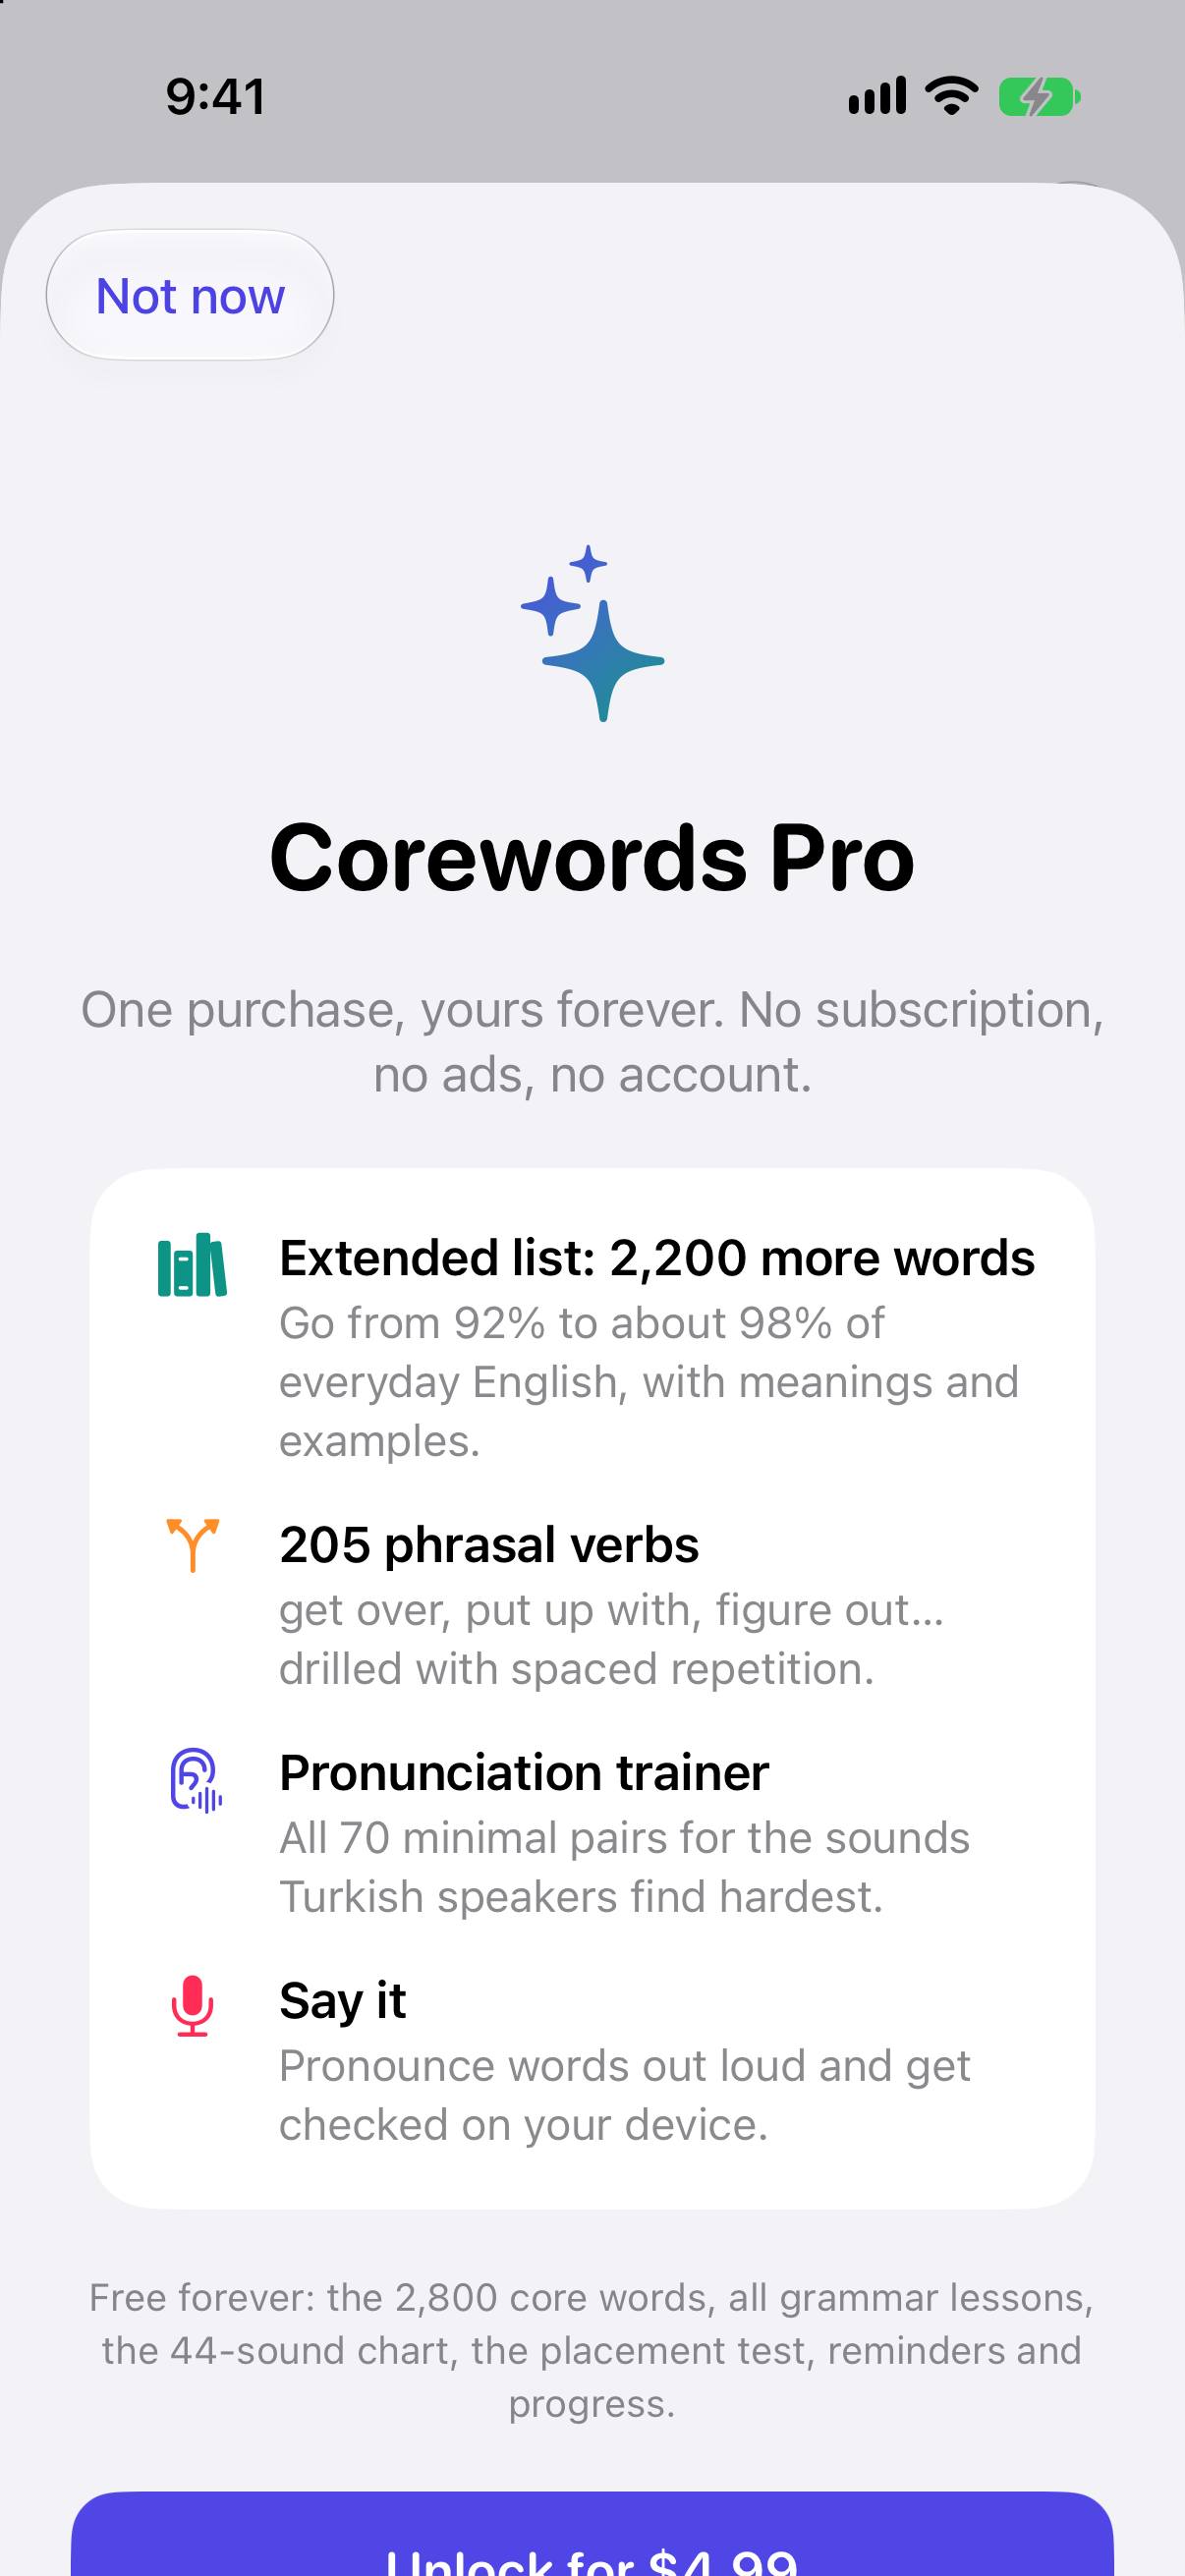 9:41
Not now
Corewords Pro
One purchase, yours forever. No subscription,
no ads, no account.
Extended list: 2,200 more words
Go from 92% to about 98% of
everyday English, with meanings and
examples.
205 phrasal verbs
get over, put up with, figure out...
drilled with spaced repetition.
Pronunciation trainer
All 70 minimal pairs for the sounds
Turkish speakers find hardest.
Say it
Pronounce words out loud and get
checked on your device.
Free forever: the 2,800 core words, all grammar lessons,
the 44-sound chart, the placement test, reminders and
progress.
Unlock for $4.99